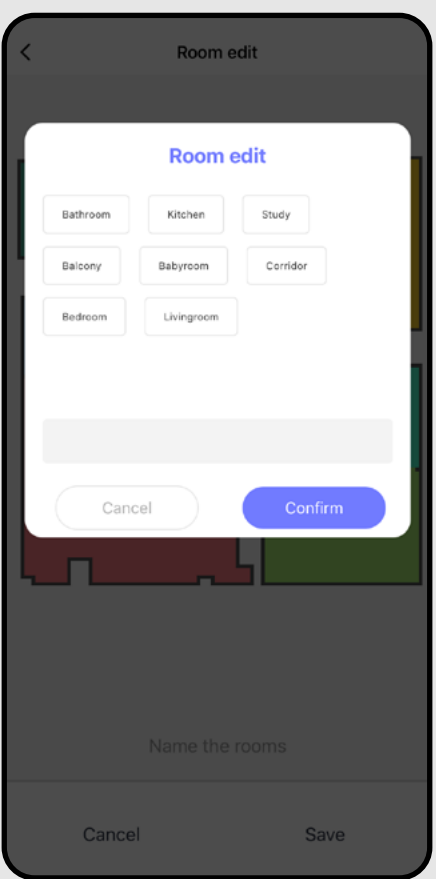 Room edit
Room edit
Bathroom Kitchen Study
Balcony Babyroom Corridor
Bedroom Livingroom
Cancel Confirm
Name the rooms
Cancel Save